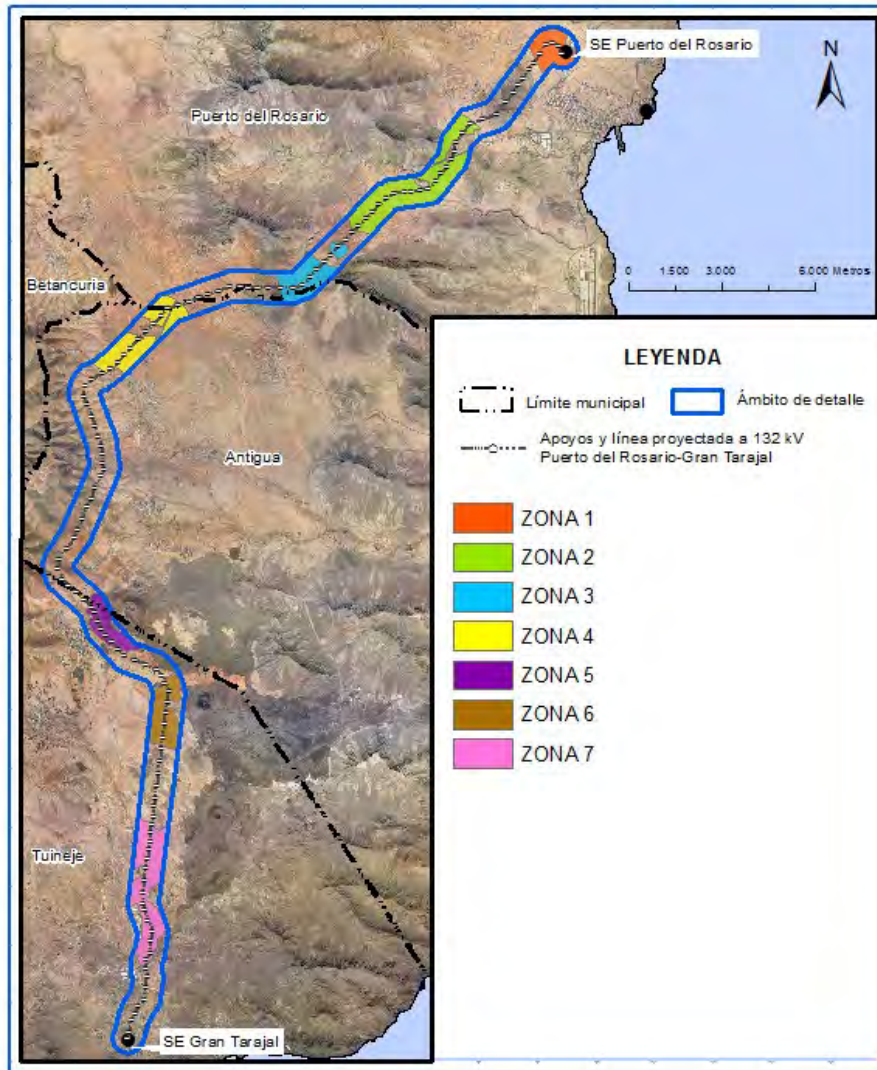 SE Puerto del Rosario
N
Puerto del Rosario
0 1.500 3.000 6.000 Metros
Betancuria
LEYENDA
Límite municipal
Ámbito de detalle
Apoyos y línea proyectada a 132 kV
Puerto del Rosario-Gran Tarajal
Antigua
ZONA 1
ZONA 2
ZONA 3
ZONA 4
ZONA 5
ZONA 6
ZONA 7
Tuineje
SE Gran Tarajal